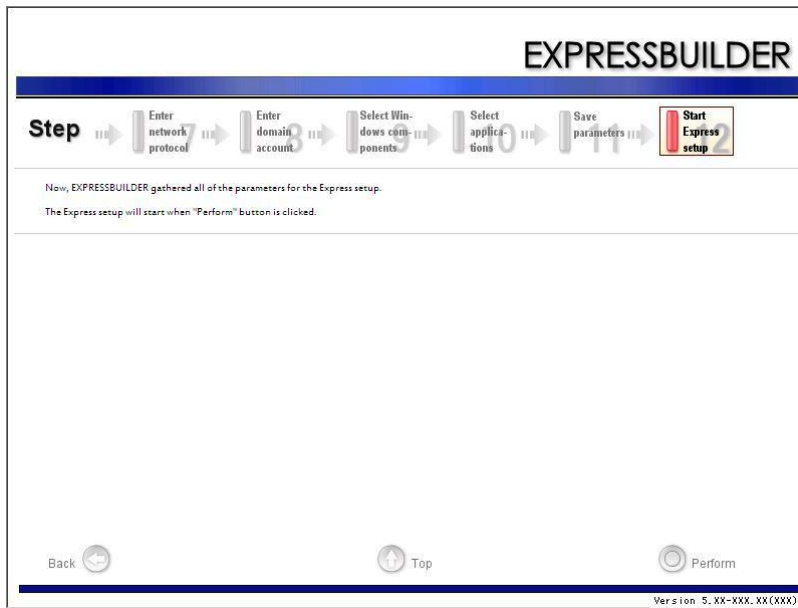 EXPRESSBUILDER
Step
Enter
network
protocol
7
Enter
domain
account
8
Select Win-
dows com-
ponents
9
Select
applica-
tions
10
Save
parameters
11
Start
Express
setup
12
Now, EXPRESSBUILDER gathered all of the parameters for the Express setup.
The Express setup will start when "Perform" button is clicked.
Back
Top
Perform
Version 5.XX-XXX.XX(XXX)